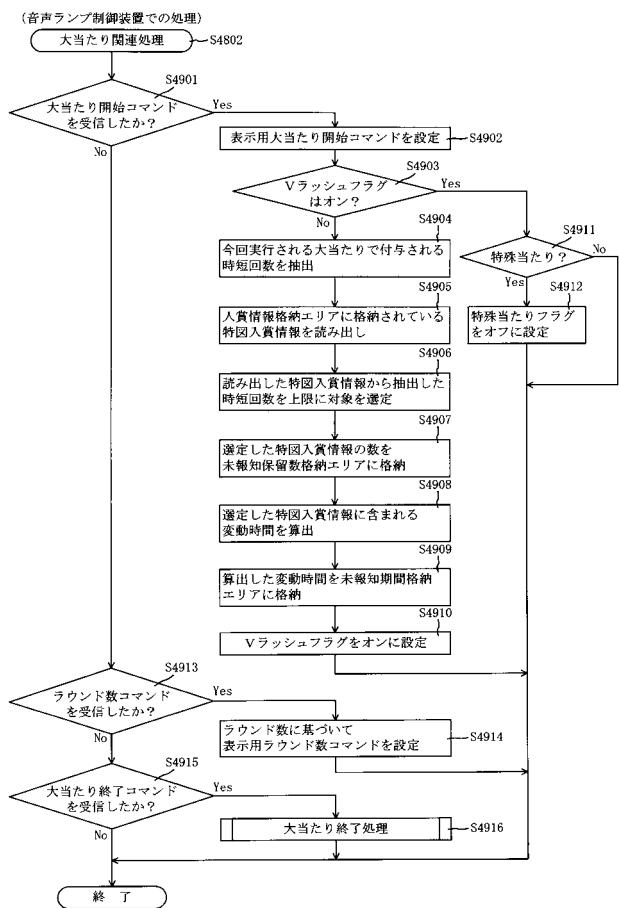 (音声ランプ制御装置での処理)
大当たり関連処理
S4802
S4901
大当たり開始コマンド
を受信したか?
Yes
No
表示用大当たり開始コマンドを設定
S4902
S4903
Vラッシュフラグ
はオン?
Yes
No
S4904
今回実行される大当たりで付与される
時短回数を抽出
S4911
特殊当たり?
No
Yes
S4912
特殊当たりフラグ
をオフに設定
S4905
入賞情報格納エリアに格納されている
特図入賞情報を読み出し
S4906
読み出した特図入賞情報から抽出した
時短回数を上限に対象を選定
S4907
選定した特図入賞情報の数を
未報知保留数格納エリアに格納
S4908
選定した特図入賞情報に含まれる
変動時間を算出
S4909
算出した変動時間を未報知期間格納
エリアに格納
S4910
Vラッシュフラグをオンに設定
S4913
ラウンド数コマンド
を受信したか?
Yes
No
ラウンド数に基づいて
表示用ラウンド数コマンドを設定
S4914
S4915
大当たり終了コマンド
を受信したか?
Yes
No
大当たり終了処理
S4916
終 了